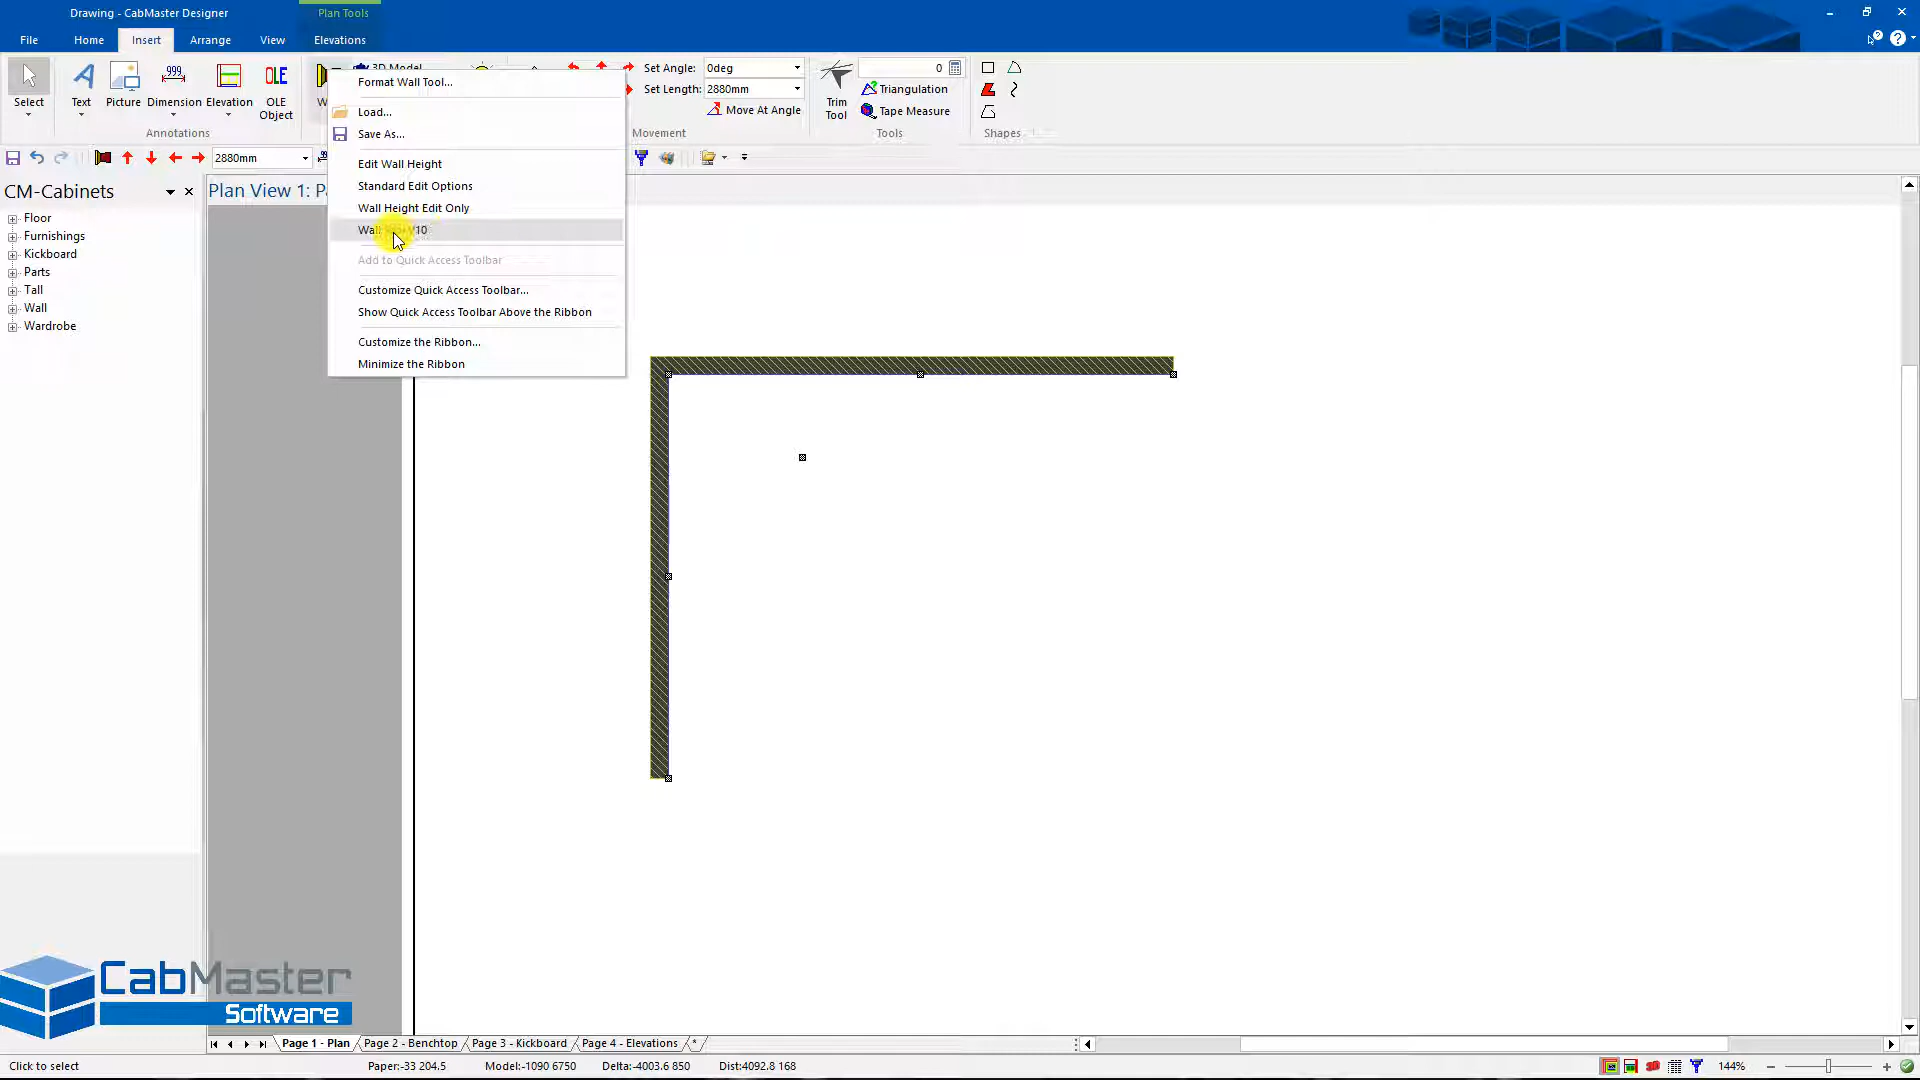 Drawing - CabMaster Designer
Plan Tools
File
Home
Insert
Arrange
View
Elevations
Select
Text
Picture
Dimension
Elevation
OLE
Object
3D Model
Set Angle:
0deg
Set Length:
2880mm
Move At Angle
Trim
Tool
0
Triangulation
Tape Measure
Annotations
Movement
Tools
Shapes
2880mm
Format Wall Tool...
Load...
Save As...
Edit Wall Height
Standard Edit Options
Wall Height Edit Only
Wall V10
Add to Quick Access Toolbar
Customize Quick Access Toolbar...
Show Quick Access Toolbar Above the Ribbon
Customize the Ribbon...
Minimize the Ribbon
CM-Cabinets
Floor
Furnishings
Kickboard
Parts
Tall
Wall
Wardrobe
Plan View 1:
CabMaster
Software
Page 1 - Plan
Page 2 - Benchtop
Page 3 - Kickboard
Page 4 - Elevations
*
Click to select
Paper:-33 204.5
Model:-1090 6750
Delta:-4003.6 850
Dist:4092.8 168
144%